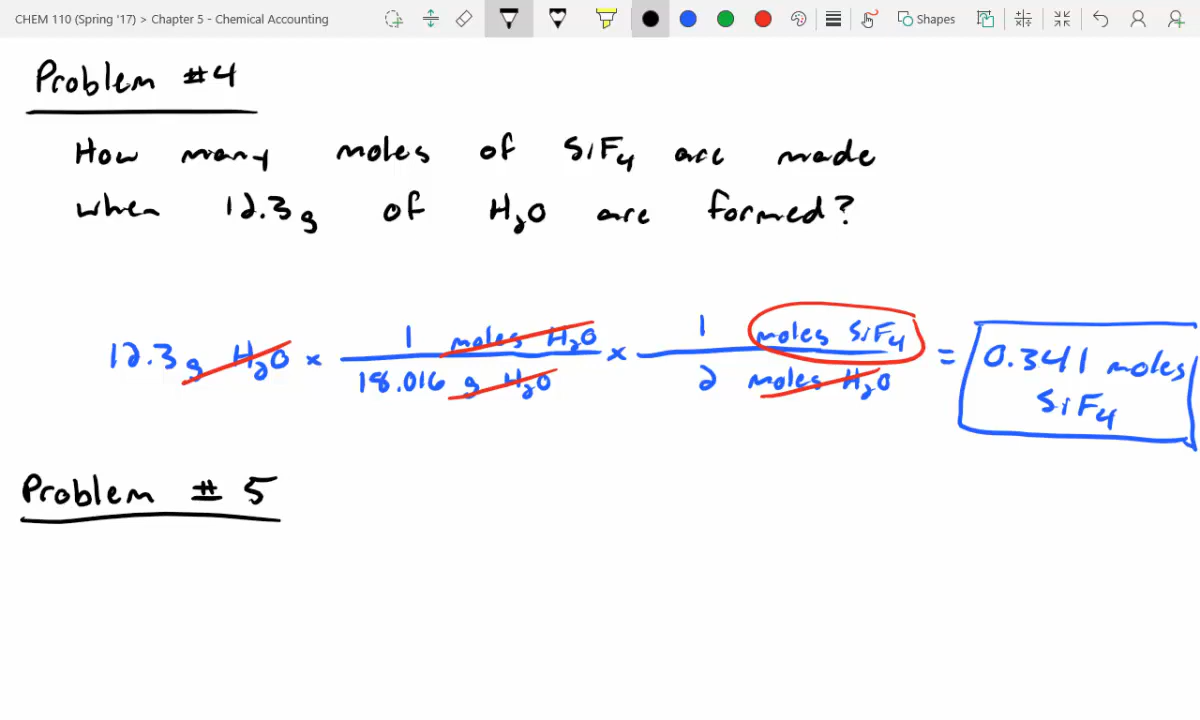 CHEM 110 (Spring '17) > Chapter 5 - Chemical Accounting
Shapes
Problem #4
How many moles of SiF4 are made
when 12.3g of H2O are formed?
12.3g H2O × 1 moles H2O / 18.016 g H2O × 1 moles SiF4 / 2 moles H2O = 0.341 moles SiF4
Problem # 5